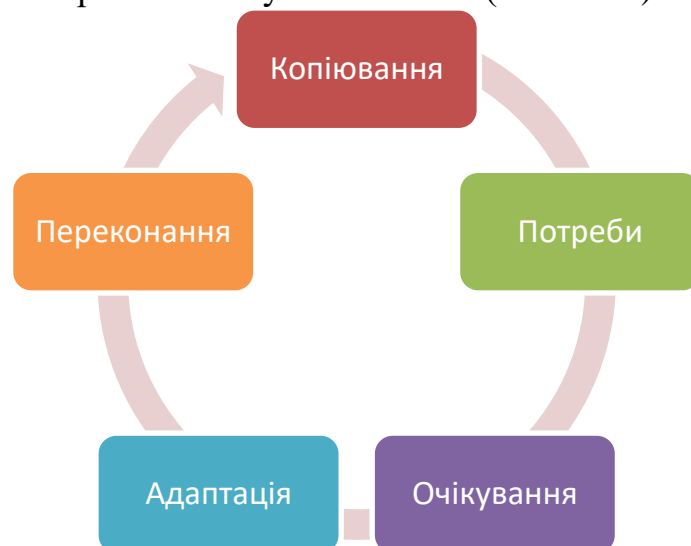 Копіювання
Потреби
Очікування
Адаптація
Переконання